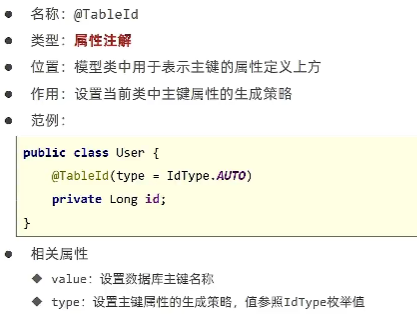 ● 名称：@TableId
● 类型：属性注解
● 位置：模型类中用于表示主键的属性定义上方
● 作用：设置当前类中主键属性的生成策略
● 范例：
public class User {
    @TableId(type = IdType.AUTO)
    private Long id;
}
● 相关属性
◆ value：设置数据库主键名称
◆ type：设置主键属性的生成策略，值参照IdType枚举值